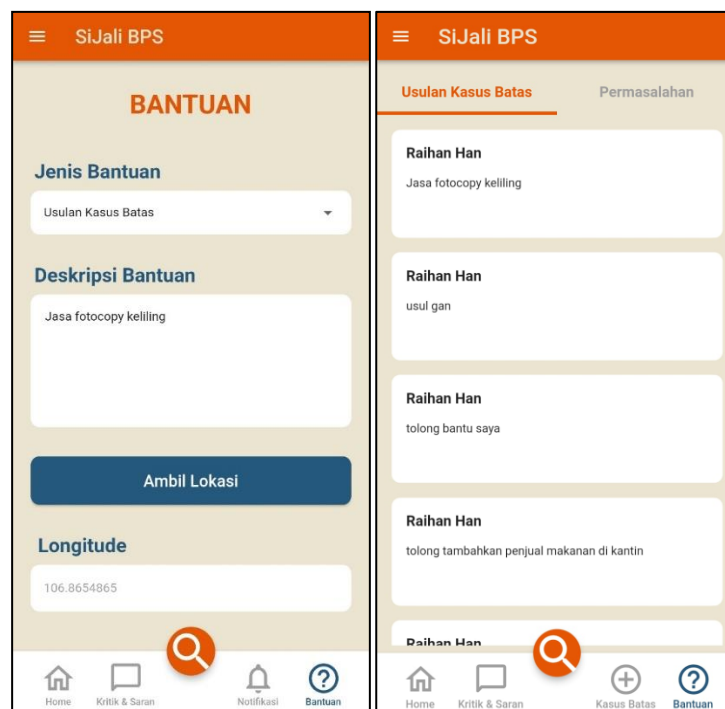 SiJali BPS
BANTUAN
Jenis Bantuan
Usulan Kasus Batas
Deskripsi Bantuan
Jasa fotocopy keliling
Ambil Lokasi
Longitude
106.8654865
Home
Kritik & Saran
Notifikasi
Bantuan
SiJali BPS
Usulan Kasus Batas
Permasalahan
Raihan Han
Jasa fotocopy keliling
Raihan Han
usul gan
Raihan Han
tolong bantu saya
Raihan Han
tolong tambahkan penjual makanan di kantin
Raihan Han
Home
Kritik & Saran
Kasus Batas
Bantuan